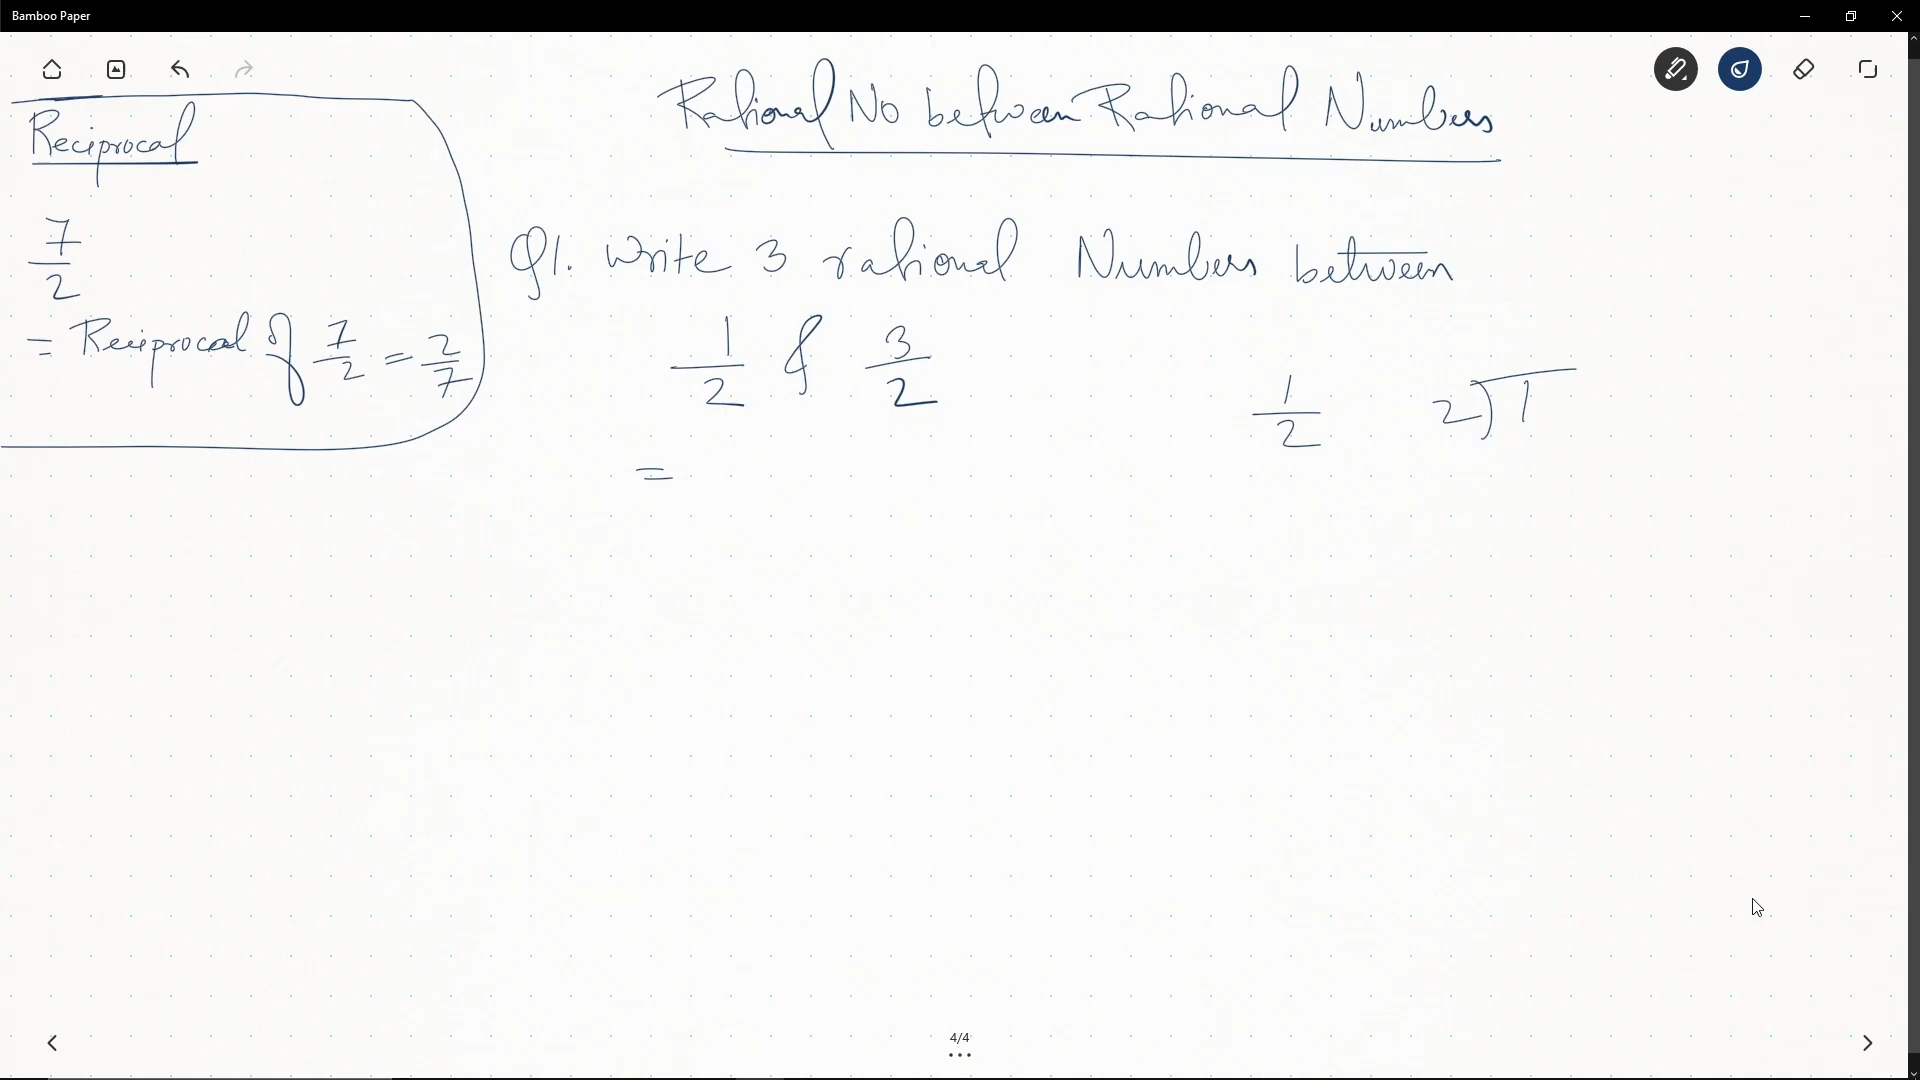 Bamboo Paper
Rational No between Rational Numbers
Reciprocal
7/2
= Reciprocal of 7/2 = 2/7
Q1. Write 3 rational Numbers between
1/2 & 3/2
1/2 2)1
=
4/4